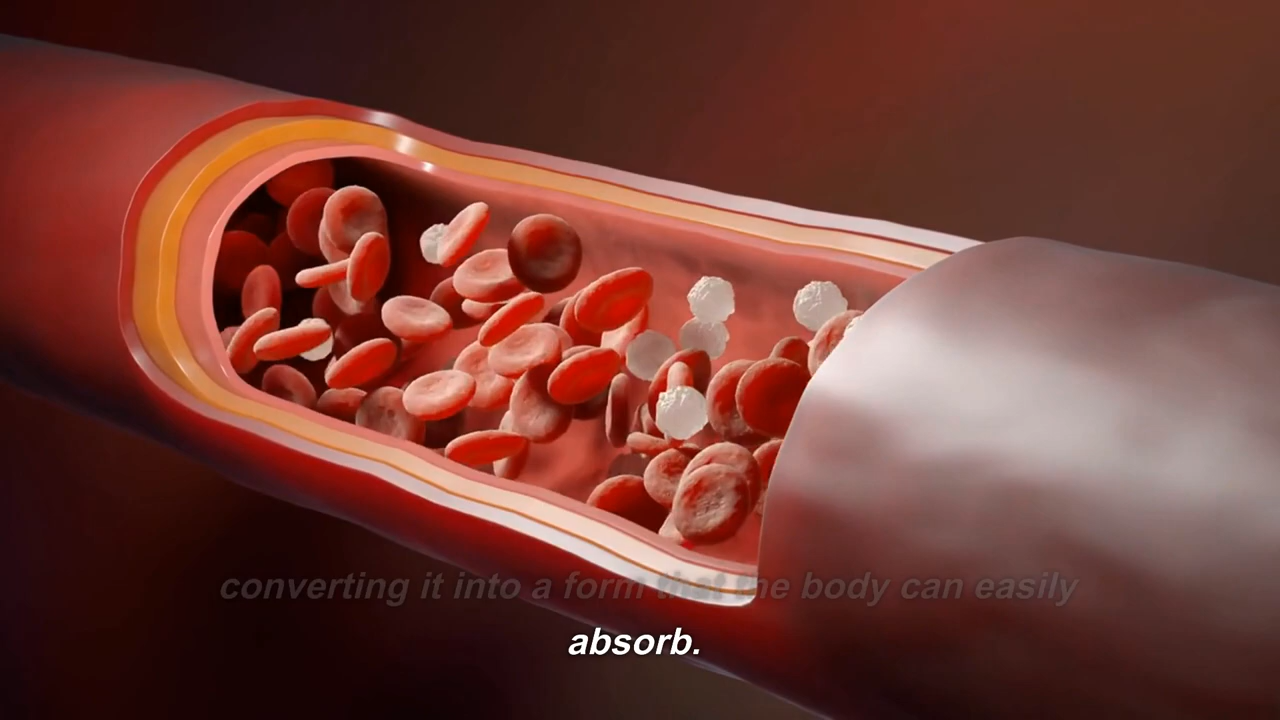 converting it into a form that the body can easily
absorb.